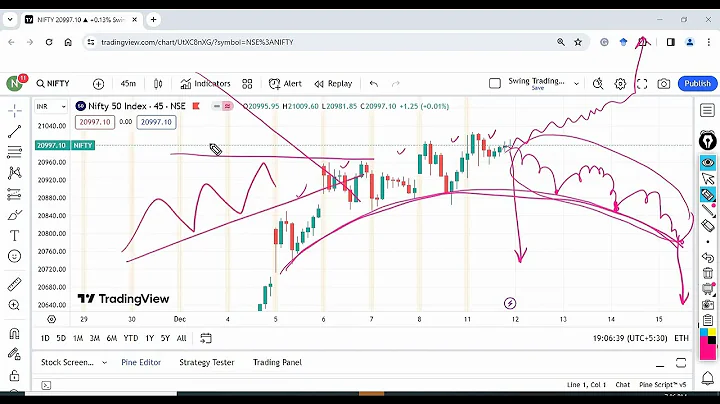 NIFTY 20997.10 ▲ +0.13% Swing Tra...
tradingview.com/chart/UtXC8nXG/?symbol=NSE%3ANIFTY
N 11 NIFTY 45m Indicators Alert Replay Swing Trading... Save Publish
INR Nifty 50 Index · 45 · NSE O20995.95 H21009.60 L20981.85 C20997.10 +1.25 (+0.01%)
20997.10 0.00 20997.10
21040.00
20997.10 NIFTY
20960.00
20920.00
20880.00
20840.00
20800.00
20760.00
20720.00
20680.00
20640.00
TradingView
29 30 Dec 4 5 6 7 8 11 12 13 14 15
1D 5D 1M 3M 6M YTD 1Y 5Y All 19:06:39 (UTC+5:30) ETH
Stock Screen... Pine Editor Strategy Tester Trading Panel
Line 1, Col 1 Chat Pine Script™ v5